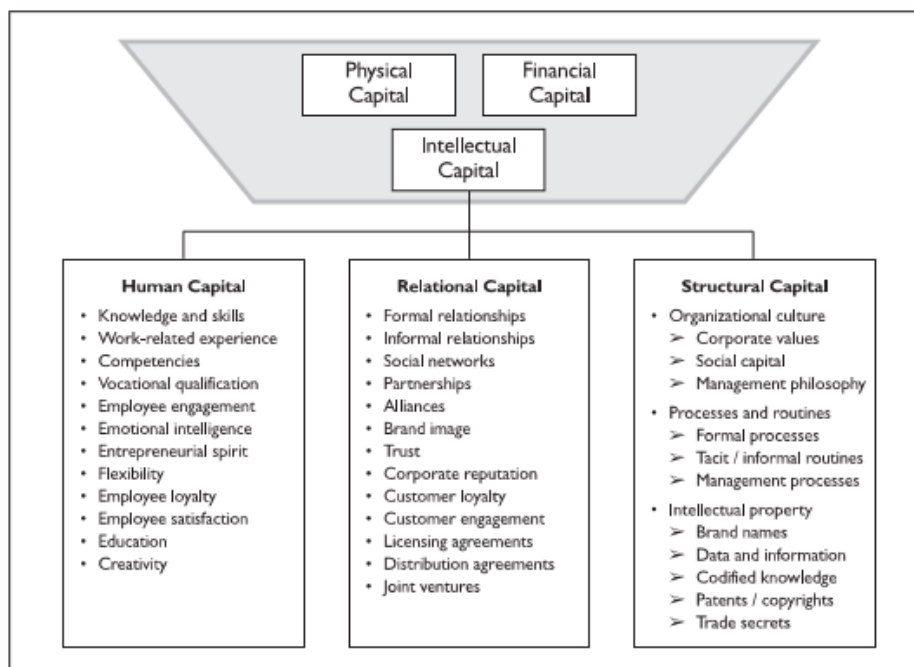 Physical
Capital
Financial
Capital
Intellectual
Capital
Human Capital
• Knowledge and skills
• Work-related experience
• Competencies
• Vocational qualification
• Employee engagement
• Emotional intelligence
• Entrepreneurial spirit
• Flexibility
• Employee loyalty
• Employee satisfaction
• Education
• Creativity
Relational Capital
• Formal relationships
• Informal relationships
• Social networks
• Partnerships
• Alliances
• Brand image
• Trust
• Corporate reputation
• Customer loyalty
• Customer engagement
• Licensing agreements
• Distribution agreements
• Joint ventures
Structural Capital
• Organizational culture
➢ Corporate values
➢ Social capital
➢ Management philosophy
• Processes and routines
➢ Formal processes
➢ Tacit / informal routines
➢ Management processes
• Intellectual property
➢ Brand names
➢ Data and information
➢ Codified knowledge
➢ Patents / copyrights
➢ Trade secrets